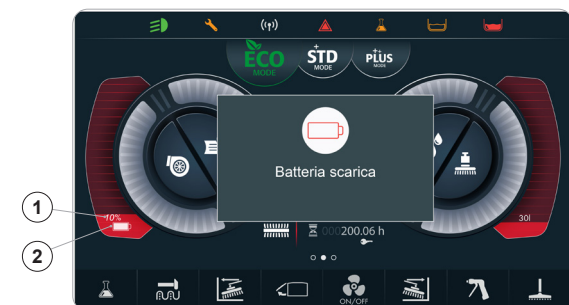 ECO
MODE
+
STD
MODE
+
PLUS
MODE
Batteria scarica
1
10%
30l
2
000200.06 h
ON/OFF